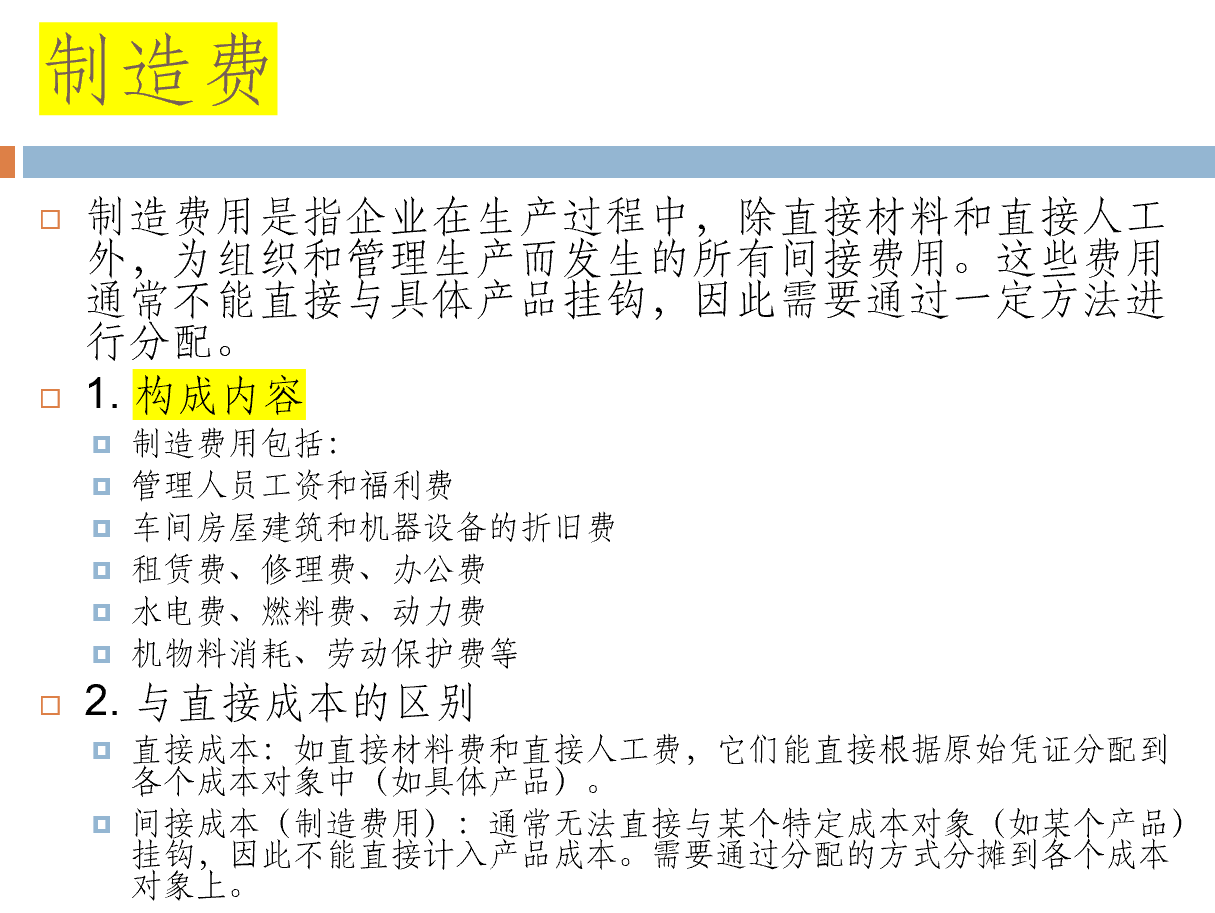 制造费
制造费用是指企业在生产过程中，除直接材料和直接人工
外，为组织和管理生产而发生的所有间接费用。这些费用
通常不能直接与具体产品挂钩，因此需要通过一定方法进
行分配。
1. 构成内容
制造费用包括：
管理人员工资和福利费
车间房屋建筑和机器设备的折旧费
租赁费、修理费、办公费
水电费、燃料费、动力费
机物料消耗、劳动保护费等
2. 与直接成本的区别
直接成本：如直接材料费和直接人工费，它们能直接根据原始凭证分配到
各个成本对象中（如具体产品）。
间接成本（制造费用）：通常无法直接与某个特定成本对象（如某个产品）
挂钩，因此不能直接计入产品成本。需要通过分配的方式分摊到各个成本
对象上。